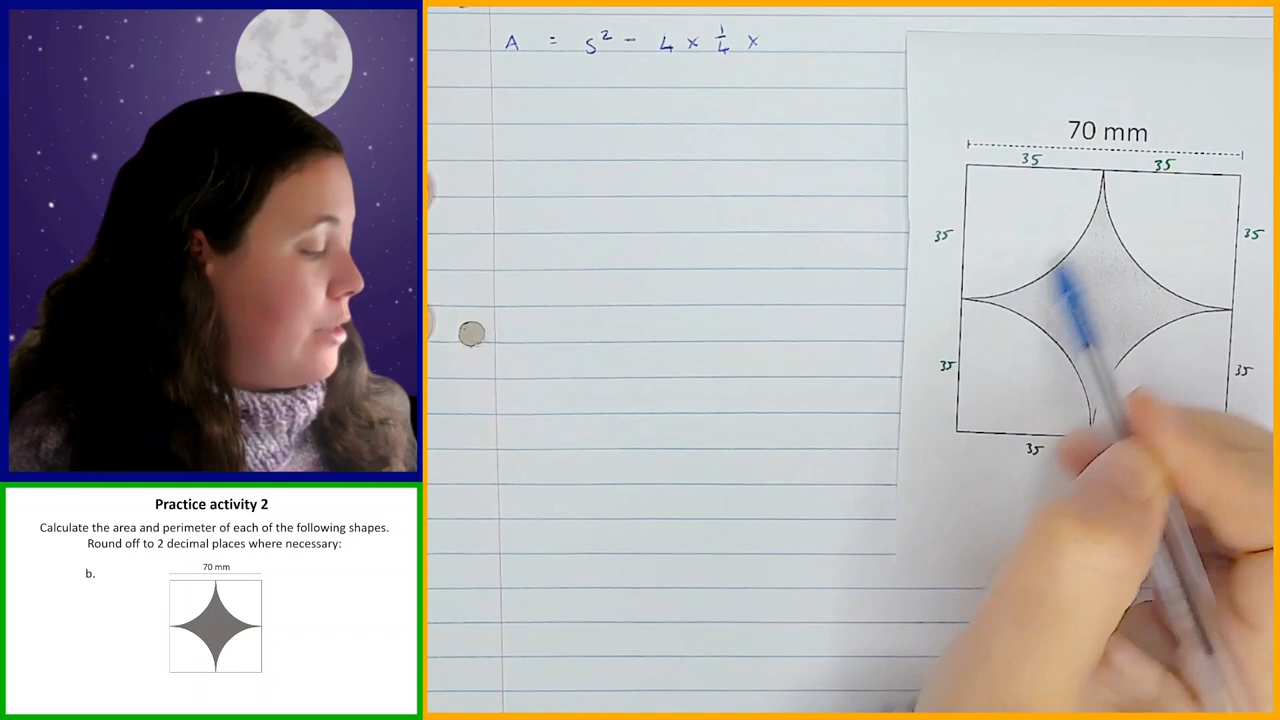 A = s² - 4 × 1/4 ×
70 mm
35 35
35 35
35 35
35
Practice activity 2
Calculate the area and perimeter of each of the following shapes.
Round off to 2 decimal places where necessary:
70 mm
b.